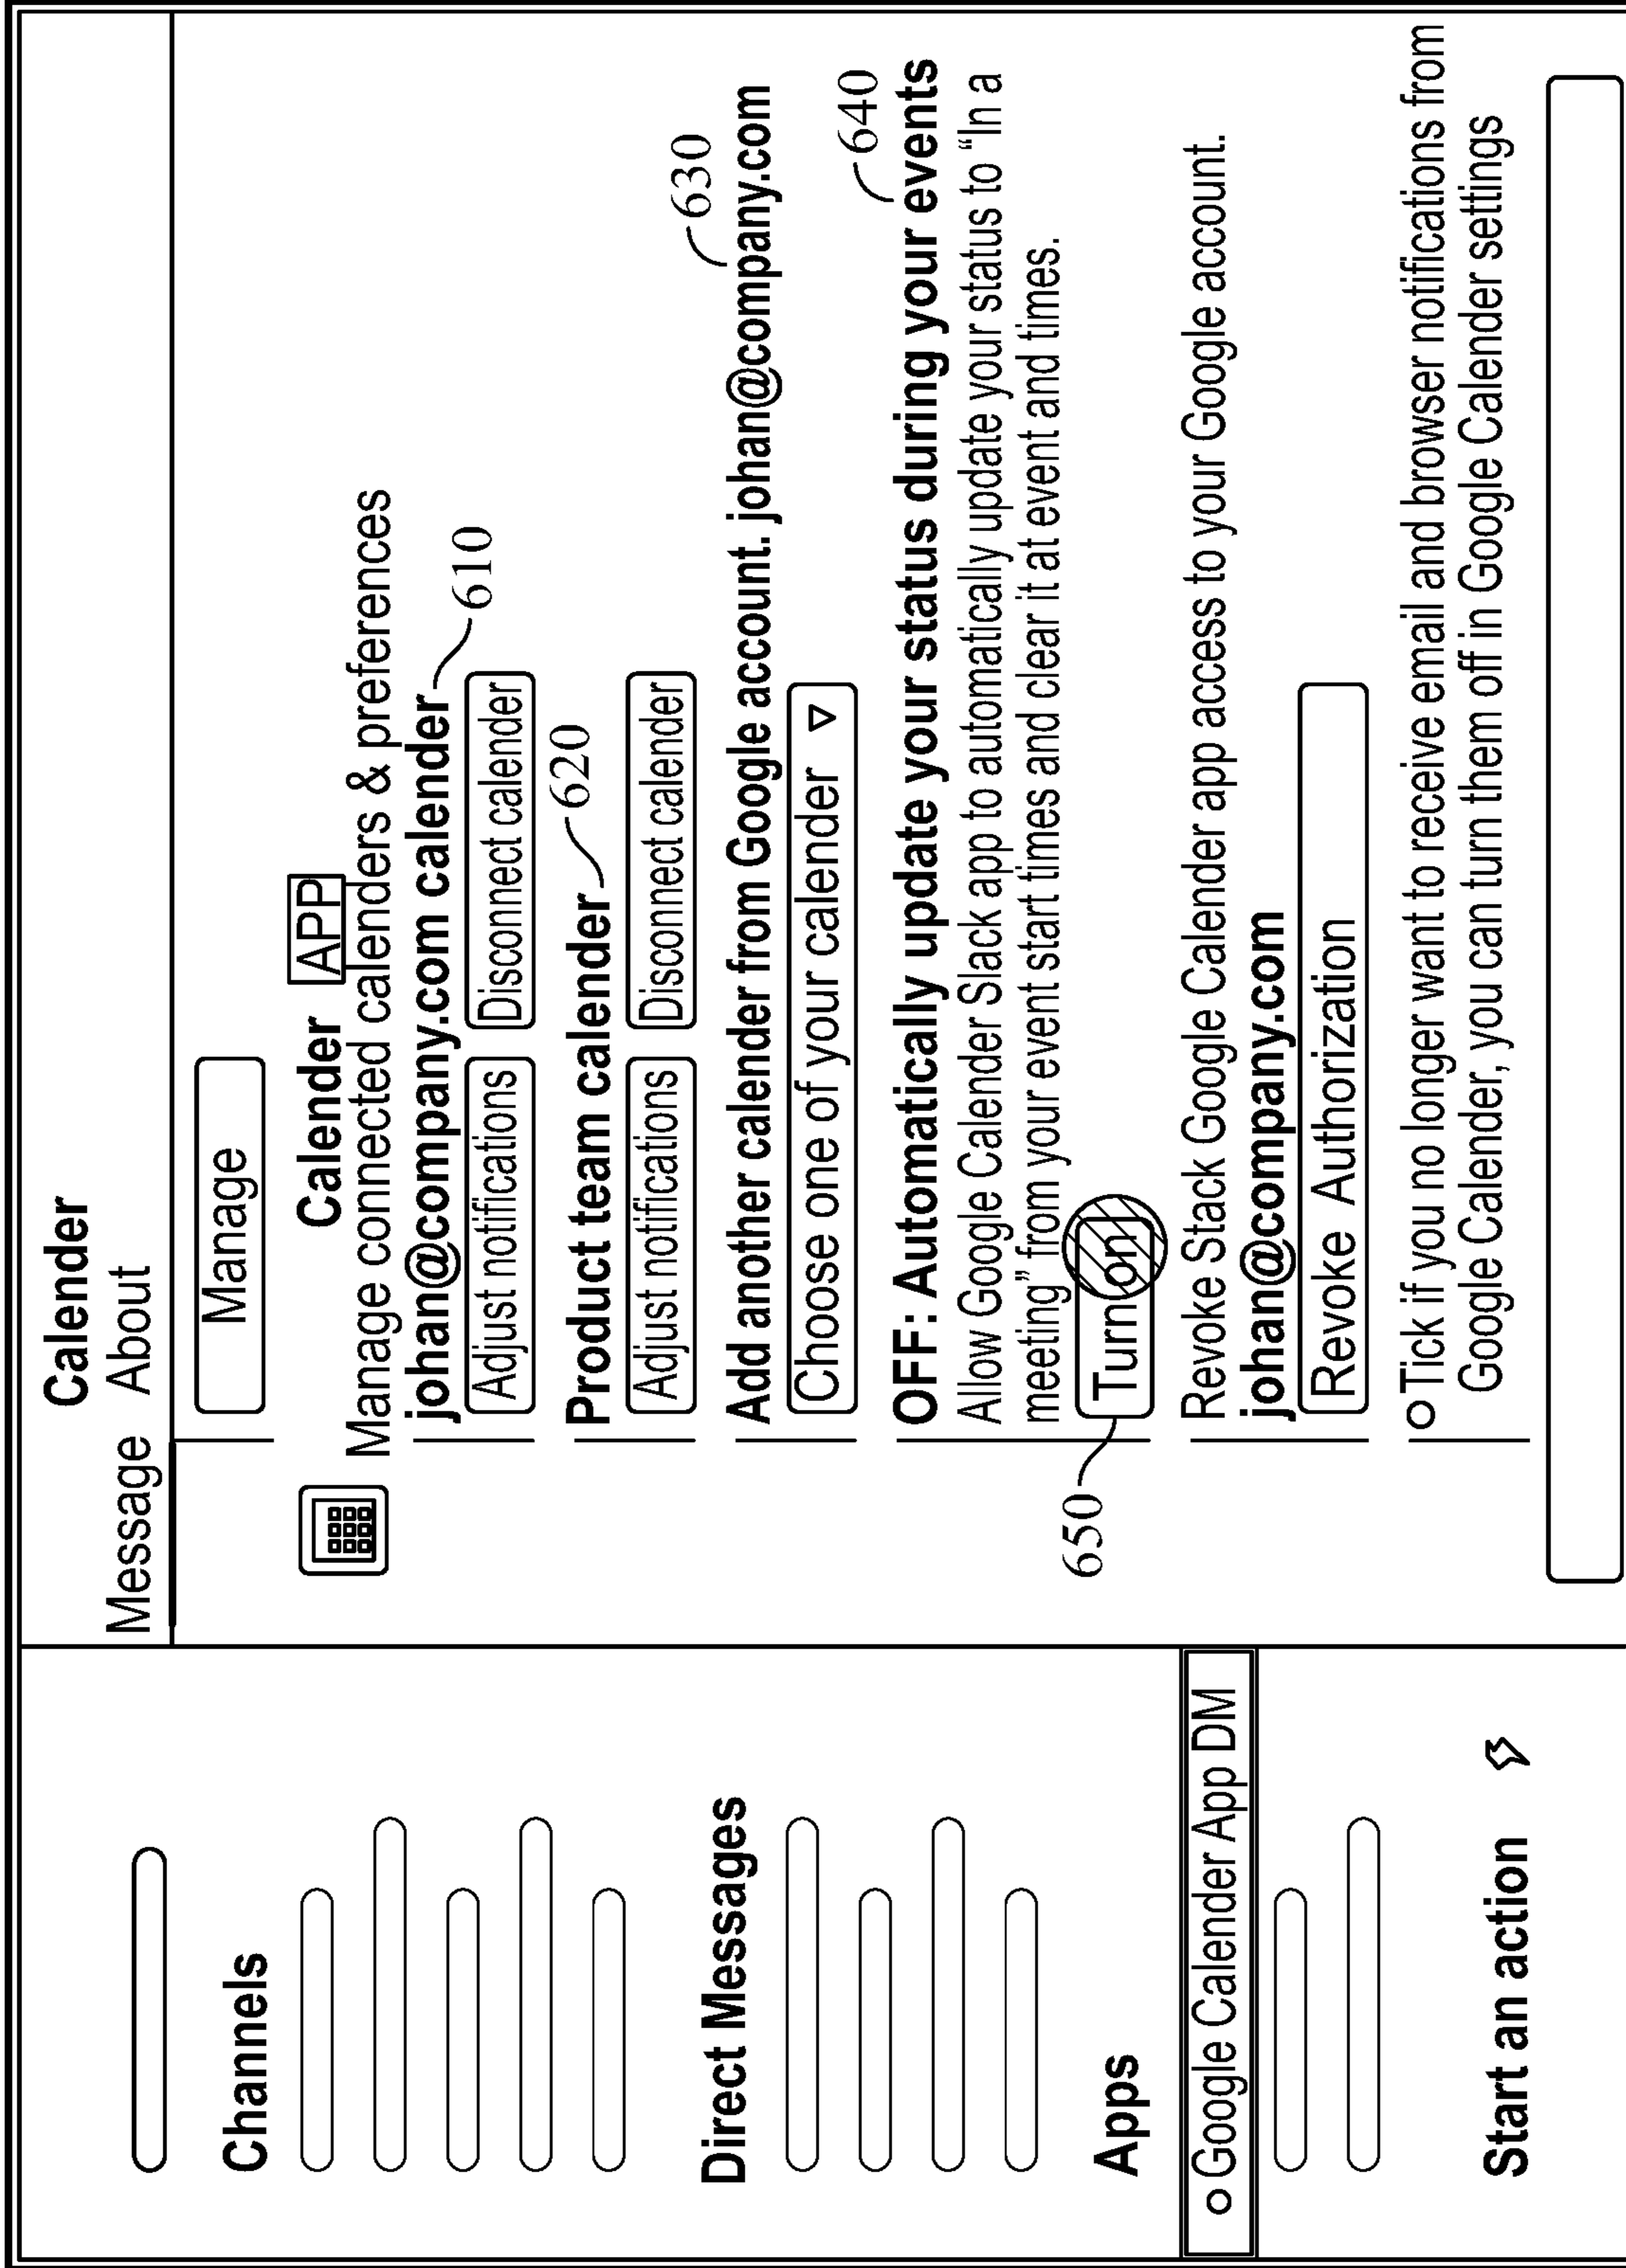 Channels
Direct Messages
Apps
Google Calender App DM
Start an action
Calender
Message About
Manage
Calender APP
Manage connected calenders & preferences
johan@company.com calender 610
Adjust notifications Disconnect calender
Product team calender 620
Adjust notifications Disconnect calender
630
Add another calender from Google account. johan@company.com
Choose one of your calender
640
OFF: Automatically update your status during your events
Allow Google Calender Slack app to automatically update your status to “In a
meeting” from your event start times and clear it at event and times.
650 Turn on
Revoke Stack Google Calender app access to your Google account.
johan@company.com
Revoke Authorization
Tick if you no longer want to receive email and browser notifications from
Google Calender, you can turn them off in Google Calender settings